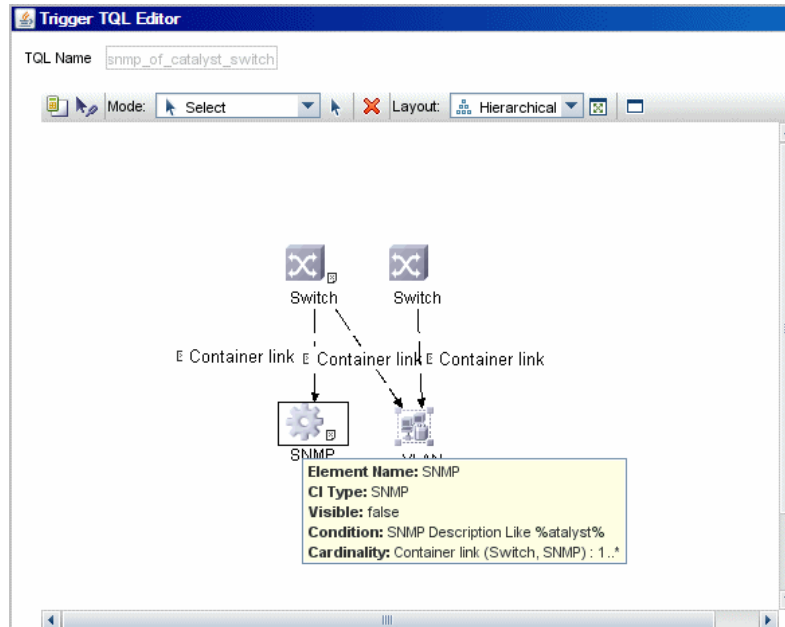 Trigger TQL Editor
TQL Name snmp_of_catalyst_switch
Mode: Select Layout: Hierarchical
Switch Switch
Container link Container link Container link
SNMP VLAN
Element Name: SNMP
CI Type: SNMP
Visible: false
Condition: SNMP Description Like %atalyst%
Cardinality: Container link (Switch, SNMP) : 1..*